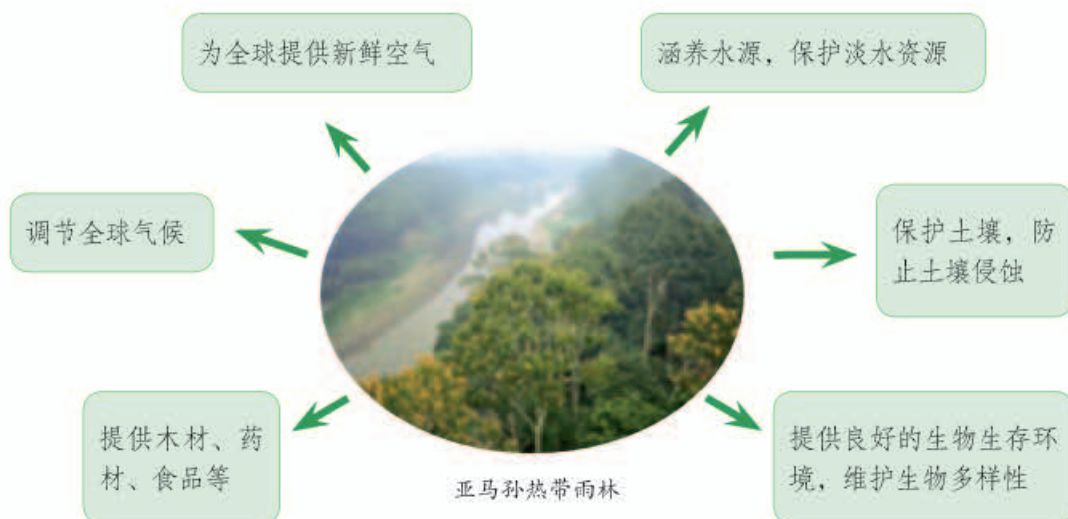 为全球提供新鲜空气
涵养水源，保护淡水资源
调节全球气候
保护土壤，防
止土壤侵蚀
提供木材、药
材、食品等
提供良好的生物生存环
境，维护生物多样性
亚马孙热带雨林